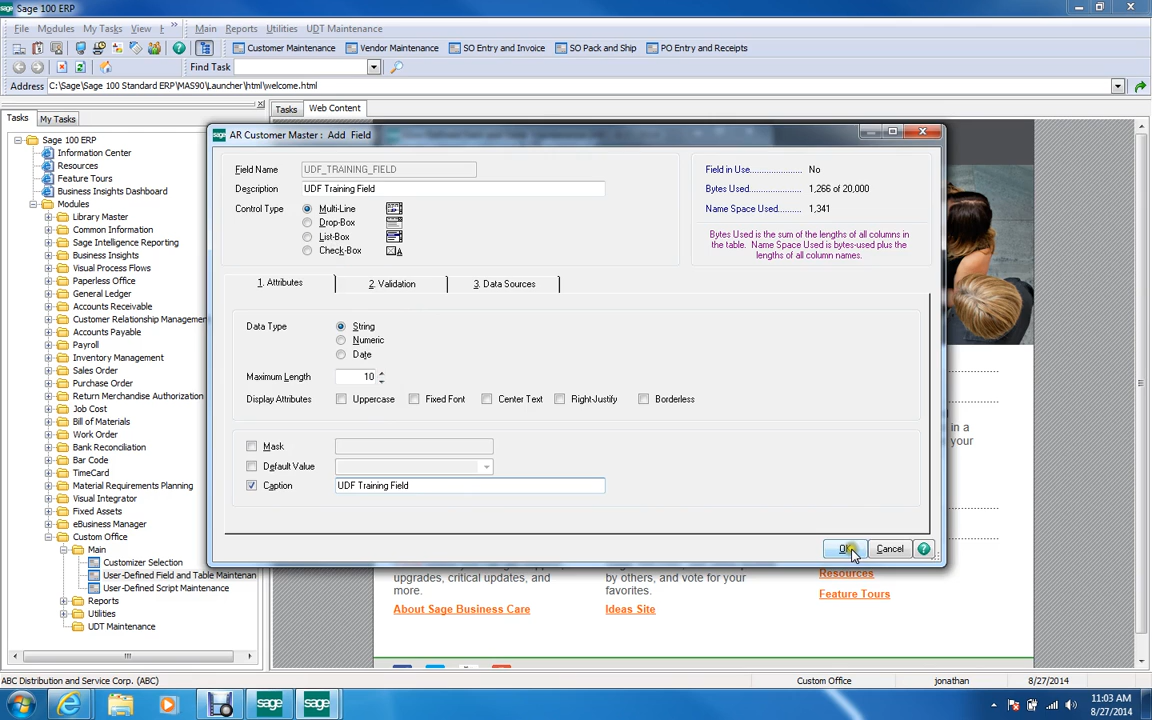 Sage 100 ERP
File Modules My Tasks View Main Reports Utilities UDT Maintenance
Customer Maintenance Vendor Maintenance SO Entry and Invoice SO Pack and Ship PO Entry and Receipts
Find Task
Address C:\Sage\Sage 100 Standard ERP\MAS90\Launcher\html\welcome.html
Tasks My Tasks
Tasks Web Content
Sage 100 ERP
Information Center
Resources
Feature Tours
Business Insights Dashboard
Modules
Library Master
Common Information
Sage Intelligence Reporting
Business Insights
Visual Process Flows
Paperless Office
General Ledger
Accounts Receivable
Customer Relationship Management
Accounts Payable
Payroll
Inventory Management
Sales Order
Purchase Order
Return Merchandise Authorization
Job Cost
Bill of Materials
Work Order
Bank Reconciliation
Bar Code
TimeCard
Material Requirements Planning
Visual Integrator
Fixed Assets
eBusiness Manager
Custom Office
Main
Customizer Selection
User-Defined Field and Table Maintenan
User-Defined Script Maintenance
Reports
Utilities
UDT Maintenance
sage AR Customer Master : Add Field
Field Name UDF_TRAINING_FIELD
Description UDF Training Field
Control Type Multi-Line
Drop-Box
List-Box
Check-Box
Field in Use No
Bytes Used 1,266 of 20,000
Name Space Used 1,341
Bytes Used is the sum of the lengths of all columns in
the table. Name Space Used is bytes-used plus the
lengths of all column names.
1. Attributes 2. Validation 3. Data Sources
Data Type String
Numeric
Date
Maximum Length 10
Display Attributes Uppercase Fixed Font Center Text Right-Justify Borderless
Mask
Default Value
Caption UDF Training Field
OK Cancel
in a
your
upgrades, critical updates, and
more.
About Sage Business Care
by others, and vote for your
favorites.
Ideas Site
Resources
Feature Tours
ABC Distribution and Service Corp. (ABC) Custom Office jonathan 8/27/2014
sage sage
11:03 AM
8/27/2014